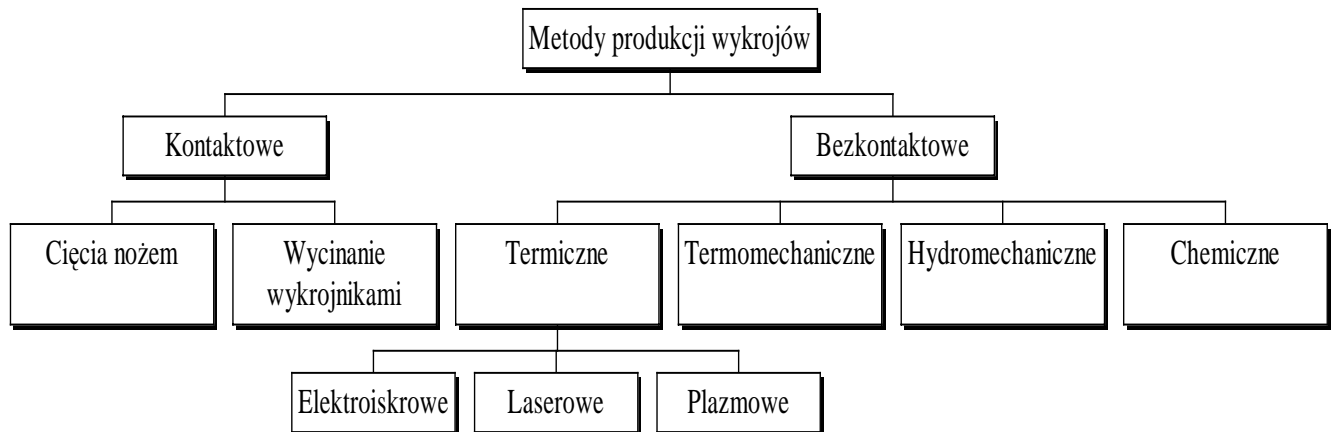 Metody produkcji wykrojów
Kontaktowe
Bezkontaktowe
Cięcia nożem
Wycinanie
wykrojnikami
Termiczne
Termomechaniczne
Hydromechaniczne
Chemiczne
Elektroiskrowe
Laserowe
Plazmowe